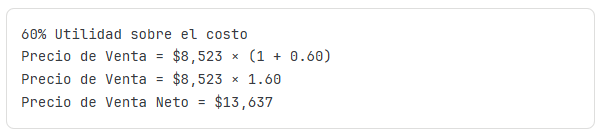 60% Utilidad sobre el costo
Precio de Venta = $8,523 × (1 + 0.60)
Precio de Venta = $8,523 × 1.60
Precio de Venta Neto = $13,637